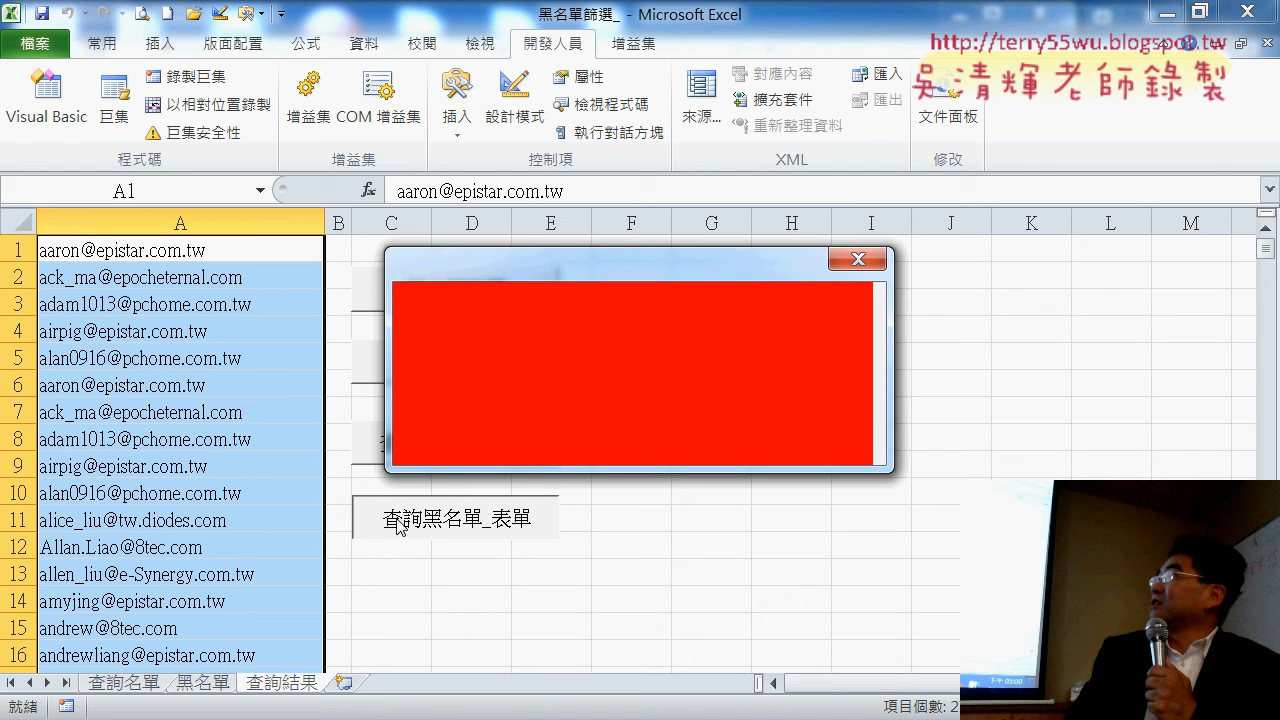 黑名單篩選_ - Microsoft Excel
http://terry55wu.blogspot.tw
檔案 常用 插入 版面配置 公式 資料 校閱 檢視 開發人員 增益集
吳清輝老師錄製
Visual Basic 巨集 錄製巨集 以相對位置錄製 巨集安全性
增益集 COM 增益集
插入 設計模式 屬性 檢視程式碼 執行對話方塊
來源... 對應內容 擴充套件 重新整理資料 匯入 匯出
文件面板
程式碼 增益集 控制項 XML 修改
A1 fx aaron@epistar.com.tw
A B C D E F G H I J K L M
1 aaron@epistar.com.tw
2 ack_ma@epocheternal.com
3 adam1013@pchome.com.tw
4 airpig@epistar.com.tw
5 alan0916@pchome.com.tw
6 aaron@epistar.com.tw
7 ack_ma@epocheternal.com
8 adam1013@pchome.com.tw
9 airpig@epistar.com.tw
10 alan0916@pchome.com.tw
11 alice_liu@tw.diodes.com
查詢黑名單_表單
12 Allan.Liao@8tec.com
13 allen_liu@e-Synergy.com.tw
14 amyjing@epistar.com.tw
15 andrew@8tec.com
16 andrewliang@epistar.com.tw
查詢名單 黑名單 查詢結果
下午 05:00
就緒 項目個數: 2